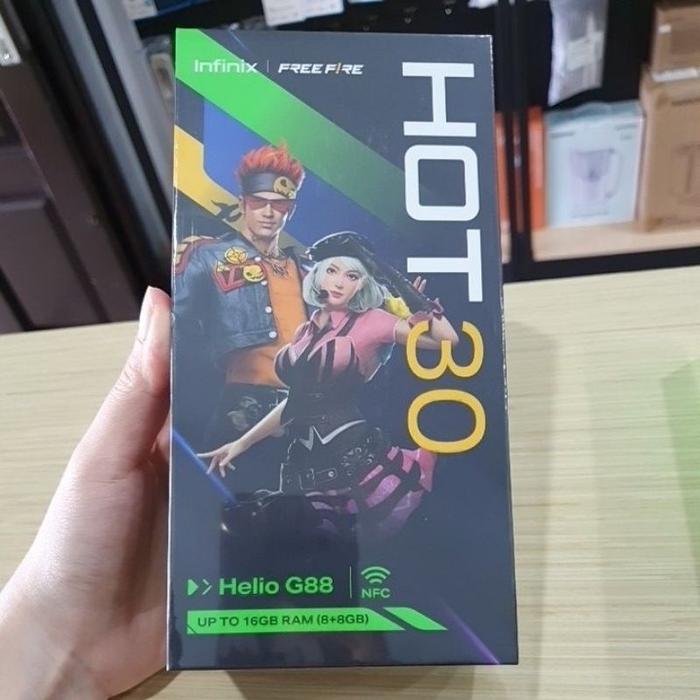 Infinix | FREE FIRE
HOT 30
Helio G88
NFC
UP TO 16GB RAM (8+8GB)